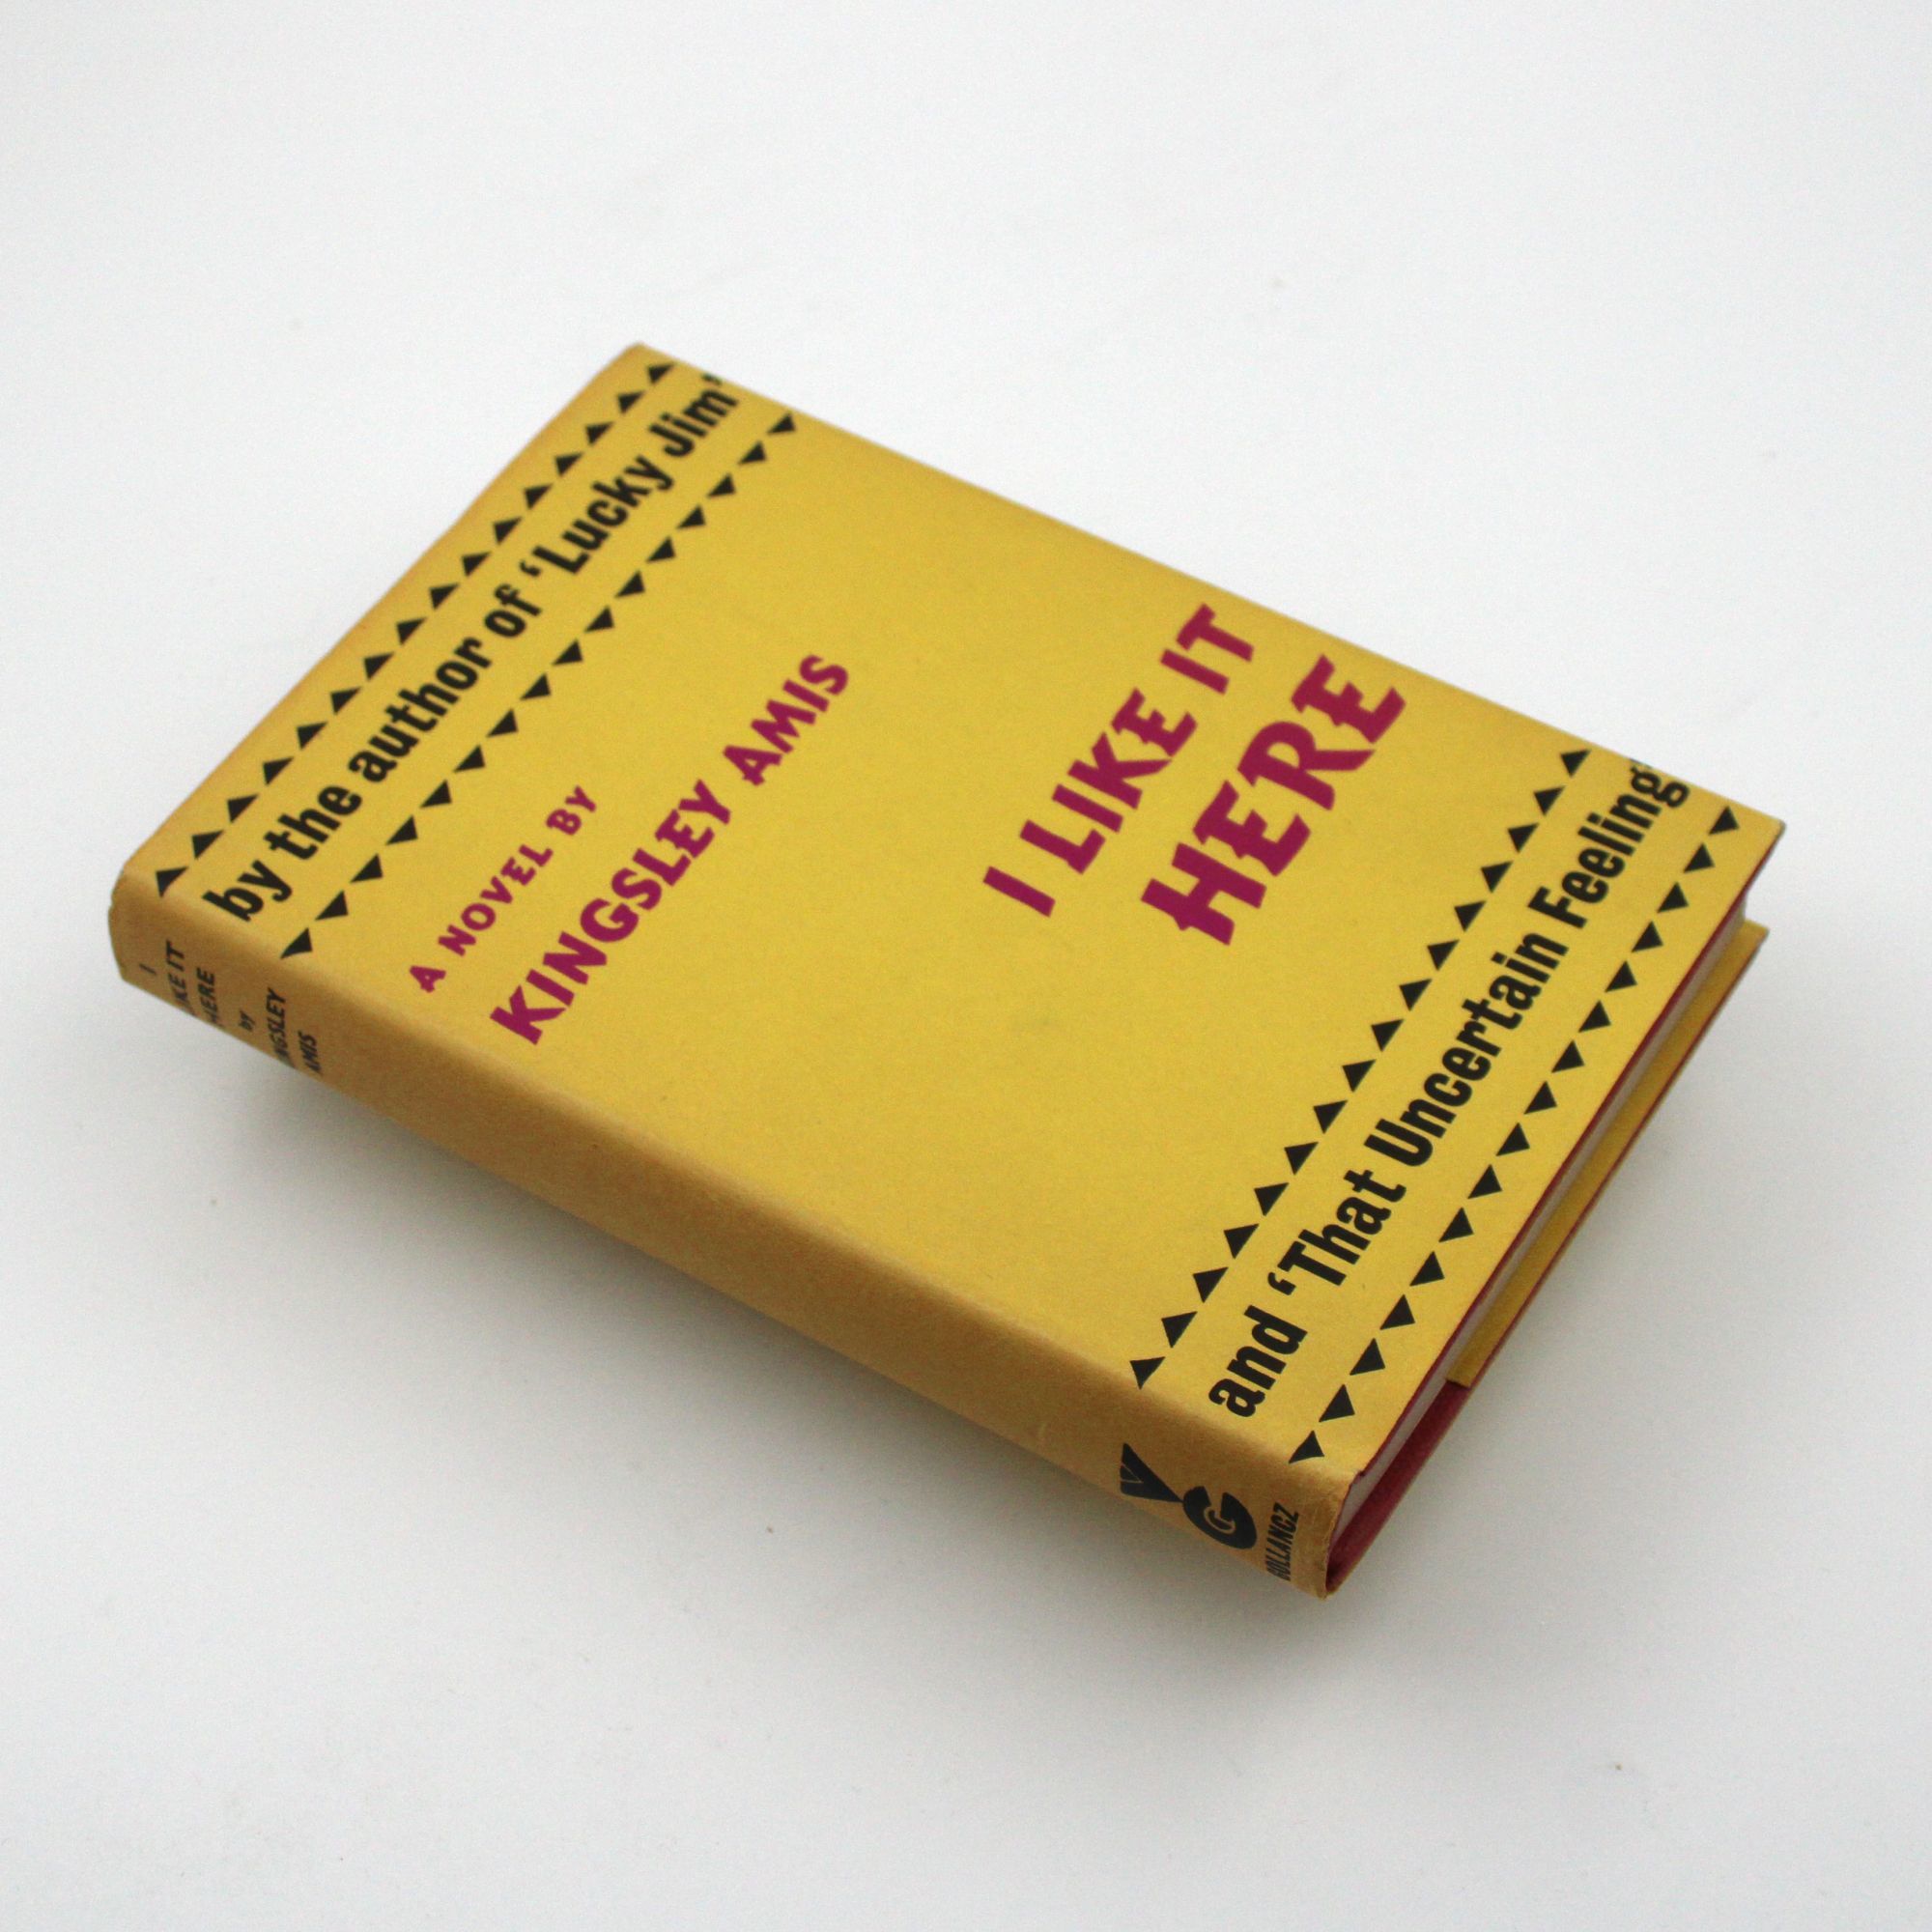 by the author of ‘Lucky Jim’
A NOVEL BY
KINGSLEY AMIS
I LIKE IT
HERE
and ‘That Uncertain Feeling’
I
LIKE IT
HERE
by
KINGSLEY
AMIS
VG
GOLLANCZ